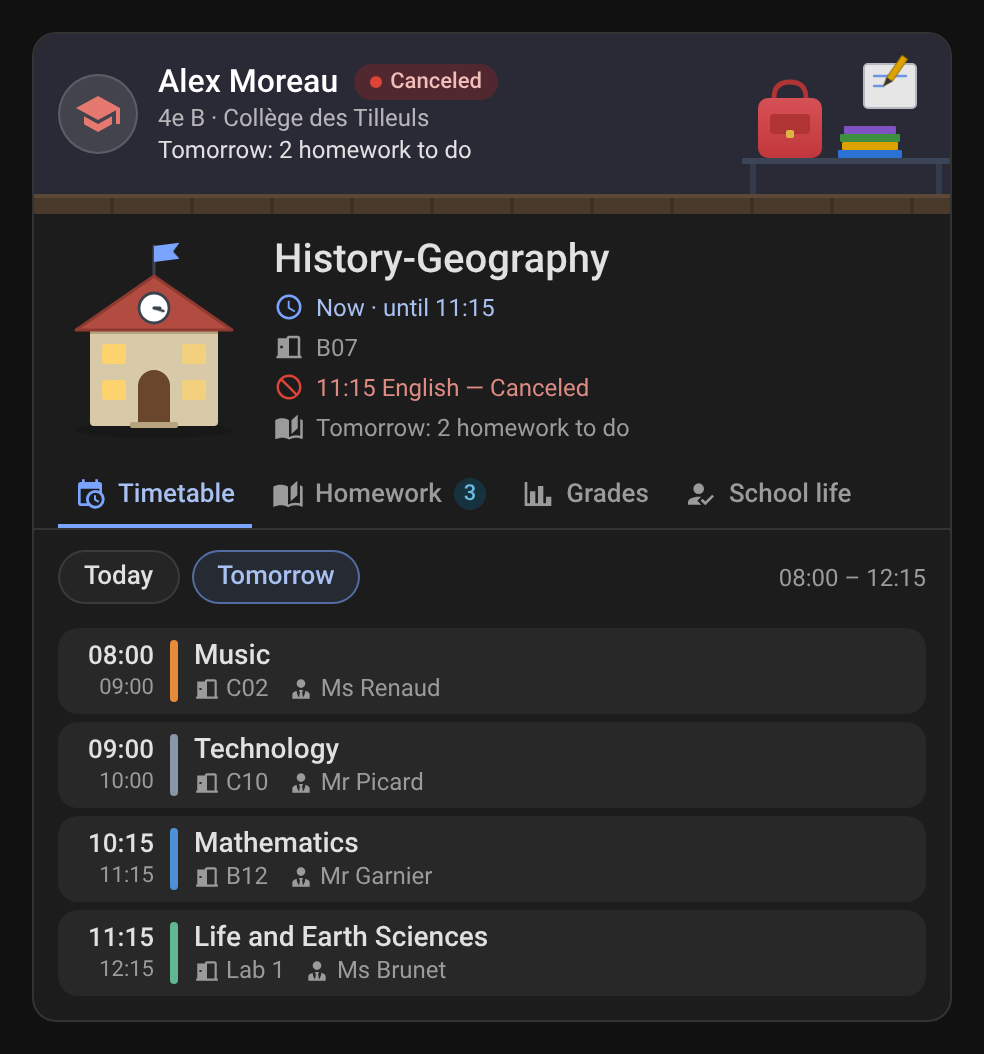 Alex Moreau
Canceled
4e B · Collège des Tilleuls
Tomorrow: 2 homework to do
History-Geography
Now · until 11:15
B07
11:15 English — Canceled
Tomorrow: 2 homework to do
Timetable
Homework 3
Grades
School life
Today
Tomorrow
08:00 – 12:15
08:00 Music
09:00 C02 Ms Renaud
09:00 Technology
10:00 C10 Mr Picard
10:15 Mathematics
11:15 B12 Mr Garnier
11:15 Life and Earth Sciences
12:15 Lab 1 Ms Brunet